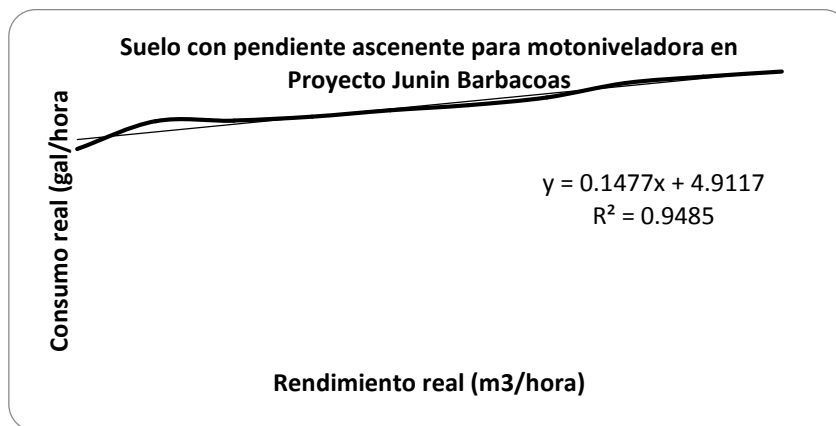 Suelo con pendiente ascenente para motoniveladora en
Proyecto Junin Barbacoas
Consumo real (gal/hora)
y = 0.1477x + 4.9117
R² = 0.9485
Rendimiento real (m3/hora)